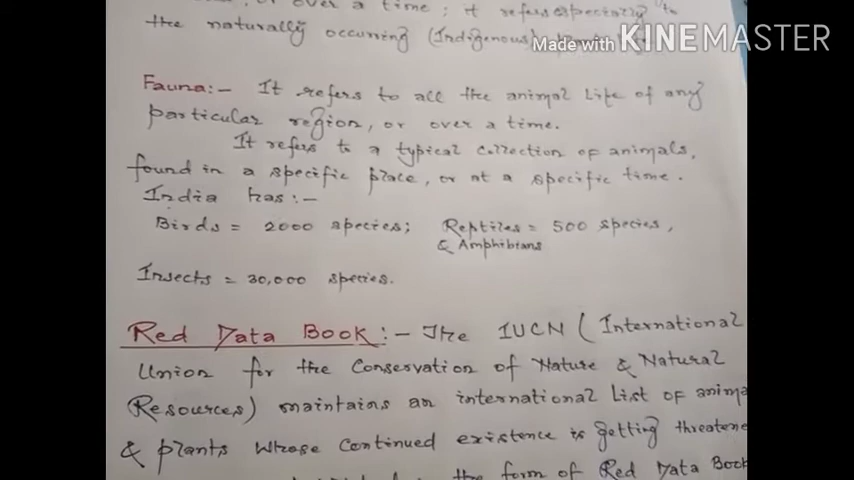 or over a time; it refers especially to
the naturally occurring (Indigenous)
Made with KINEMASTER
Fauna:- It refers to all the animal life of any
particular region, or over a time.
It refers to a typical collection of animals,
found in a specific place, or at a specific time.
India has:-
Birds = 2000 species; Reptiles = 500 species,
& Amphibians
Insects = 30,000 species.
Red Data Book:- The IUCN (International
Union for the Conservation of Nature & Natural
Resources) maintains an international List of anima
& plants whose continued existence is getting threatene
the form of Red Data Book